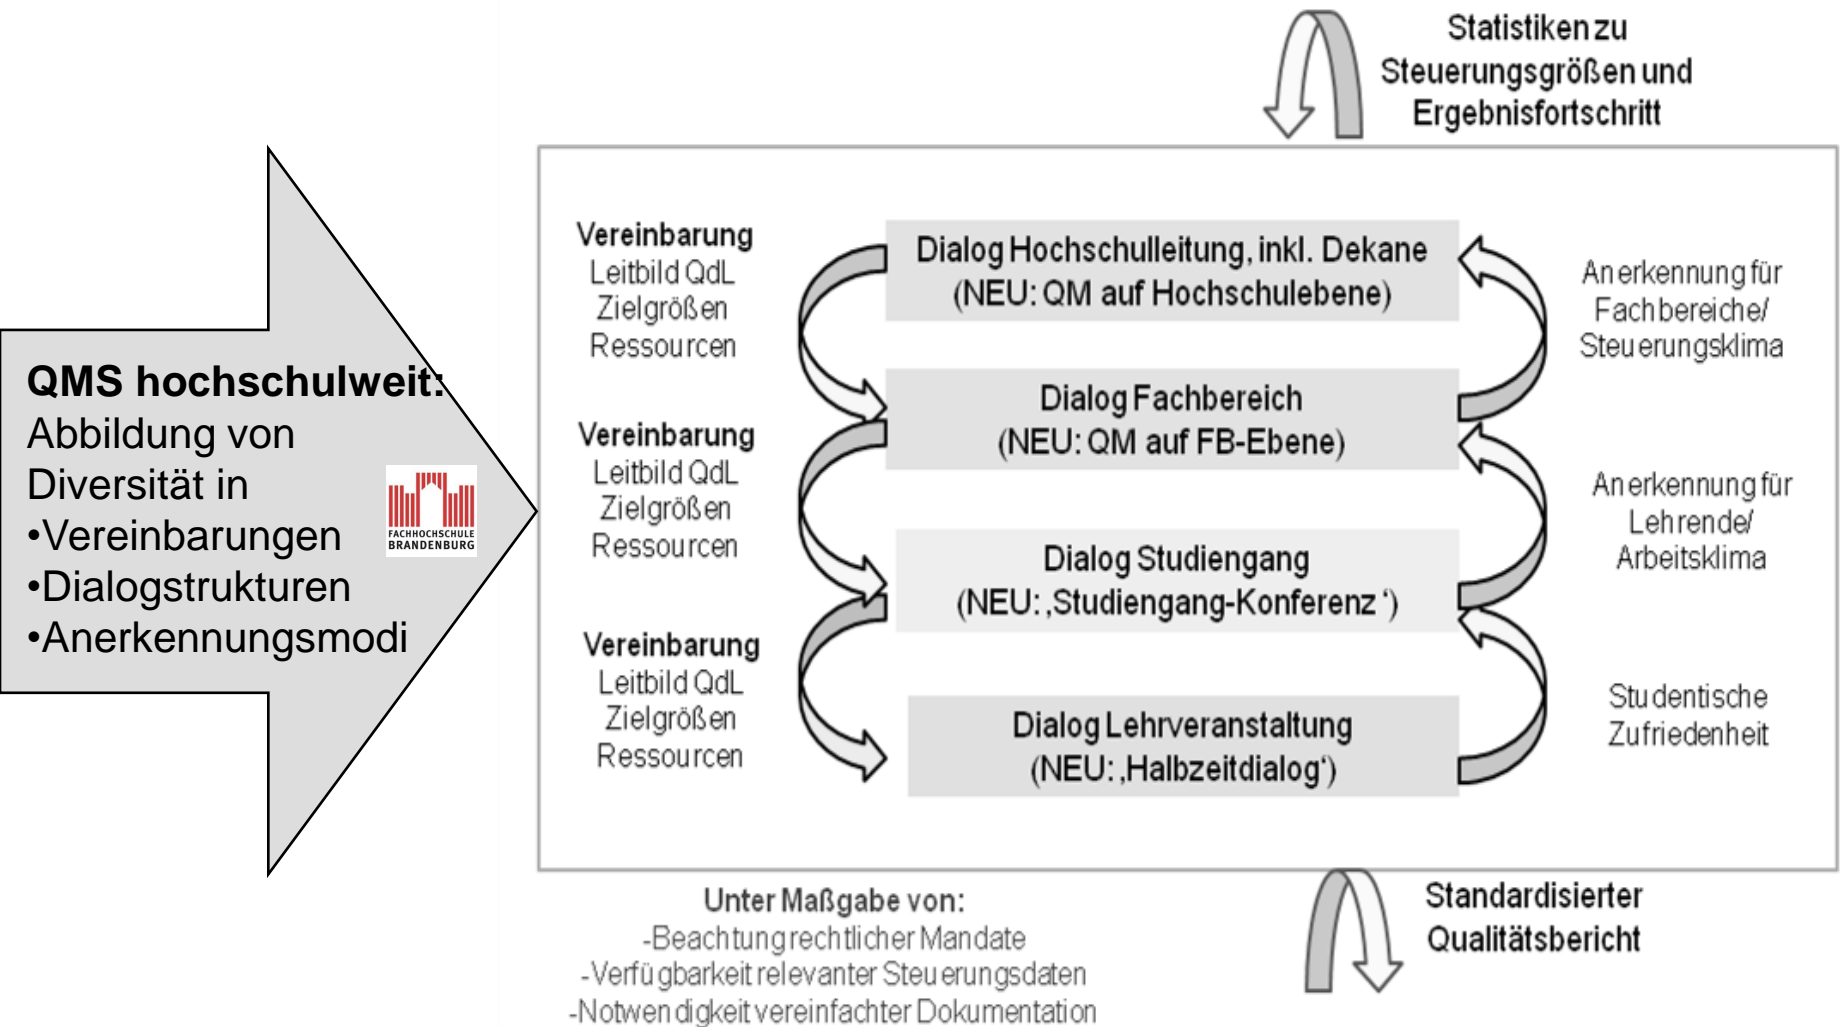 Statistiken zu
Steuerungsgrößen und
Ergebnisfortschritt
QMS hochschulweit:
Abbildung von
Diversität in
•Vereinbarungen
•Dialogstrukturen
•Anerkennungsmodi
FACHHOCHSCHULE
BRANDENBURG
Vereinbarung
Leitbild QdL
Zielgrößen
Ressourcen
Vereinbarung
Leitbild QdL
Zielgrößen
Ressourcen
Vereinbarung
Leitbild QdL
Zielgrößen
Ressourcen
Dialog Hochschulleitung, inkl. Dekane
(NEU: QM auf Hochschulebene)
Dialog Fachbereich
(NEU: QM auf FB-Ebene)
Dialog Studiengang
(NEU: ‚Studiengang-Konferenz‘)
Dialog Lehrveranstaltung
(NEU: ‚Halbzeitdialog‘)
Anerkennung für
Fachbereiche/
Steuerungsklima
Anerkennung für
Lehrende/
Arbeitsklima
Studentische
Zufriedenheit
Unter Maßgabe von:
-Beachtung rechtlicher Mandate
-Verfügbarkeit relevanter Steuerungsdaten
-Notwendigkeit vereinfachter Dokumentation
Standardisierter
Qualitätsbericht